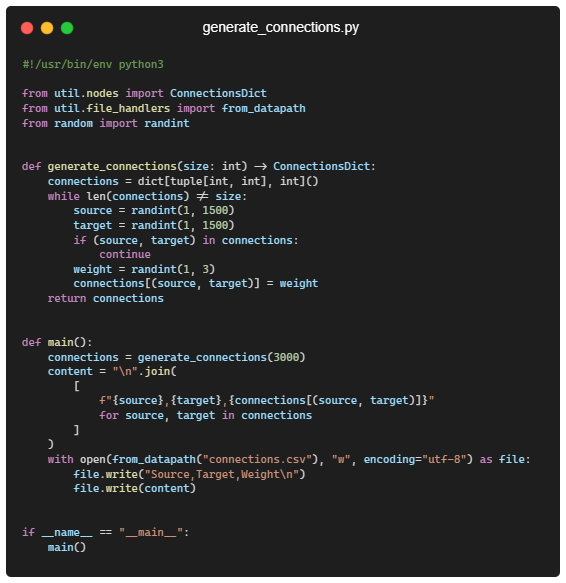 generate_connections.py
#!/usr/bin/env python3
from util.nodes import ConnectionsDict
from util.file_handlers import from_datapath
from random import randint
def generate_connections(size: int) -> ConnectionsDict:
    connections = dict[tuple[int, int], int]()
    while len(connections) != size:
        source = randint(1, 1500)
        target = randint(1, 1500)
        if (source, target) in connections:
            continue
        weight = randint(1, 3)
        connections[(source, target)] = weight
    return connections
def main():
    connections = generate_connections(3000)
    content = "\n".join(
        [
            f"{source},{target},{connections[(source, target)]}"
            for source, target in connections
        ]
    )
    with open(from_datapath("connections.csv"), "w", encoding="utf-8") as file:
        file.write("Source,Target,Weight\n")
        file.write(content)
if __name__ == "__main__":
    main()